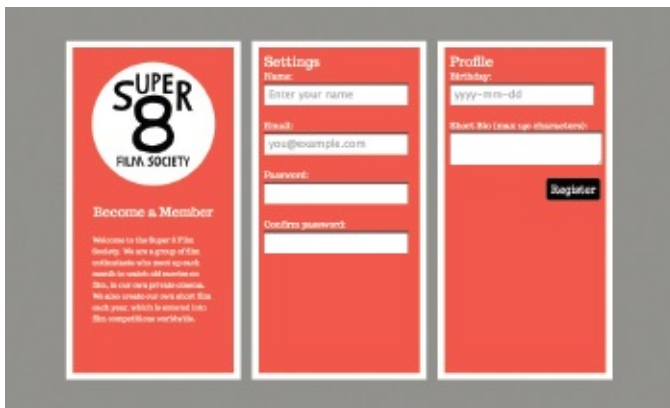 SUPER
8
FILM SOCIETY
Become a Member
Welcome to the Super 8 Film
Society. We are a group of film
enthusiasts who meet up each
month to watch old movies on
film, in our own private cinema.
We also create our own short film
each year, which is entered into
film competitions worldwide.
Settings
Name:
Enter your name
Email:
you@example.com
Password:
Confirm password:
Profile
Birthday:
yyyy-mm-dd
Short Bio (max 140 characters):
Register